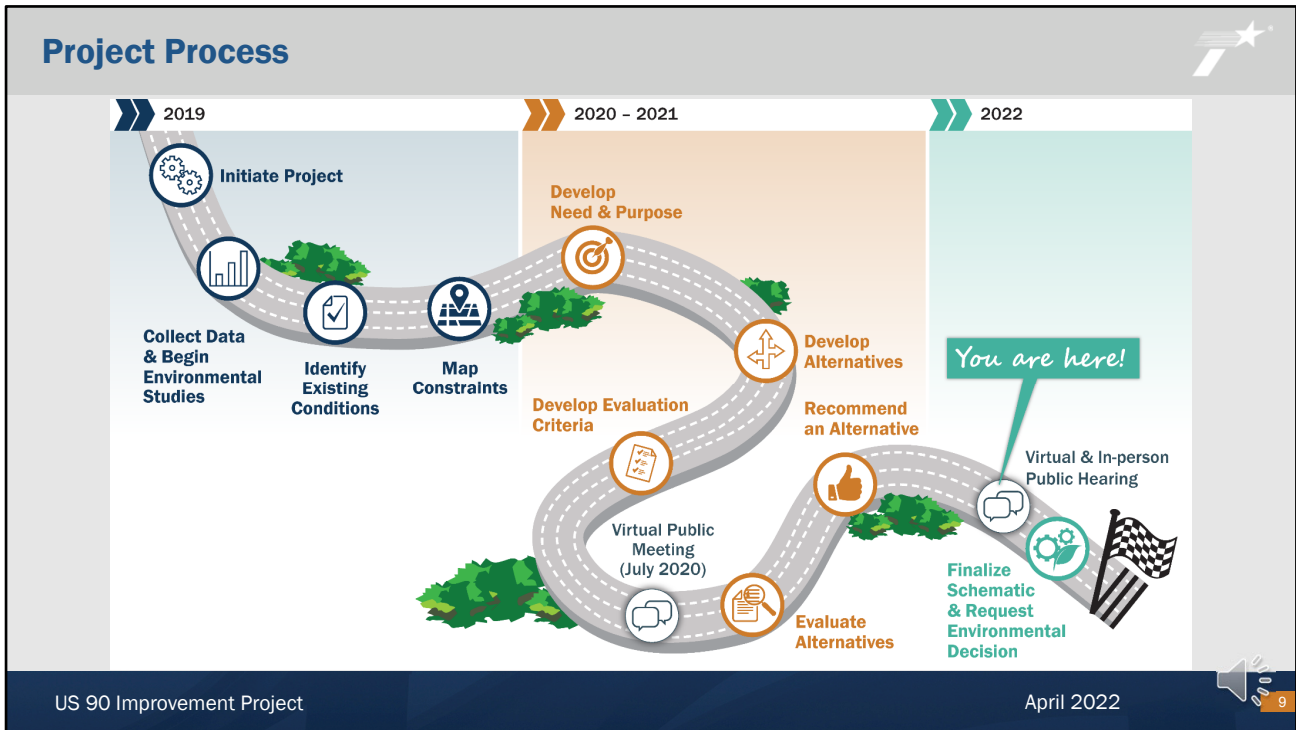 Project Process
2019
2020 – 2021
2022
Initiate Project
Collect Data
& Begin
Environmental
Studies
Identify
Existing
Conditions
Map
Constraints
Develop
Need & Purpose
Develop
Alternatives
Develop Evaluation
Criteria
Virtual Public
Meeting
(July 2020)
Evaluate
Alternatives
Recommend
an Alternative
You are here!
Virtual & In-person
Public Hearing
Finalize
Schematic
& Request
Environmental
Decision
US 90 Improvement Project
April 2022
9